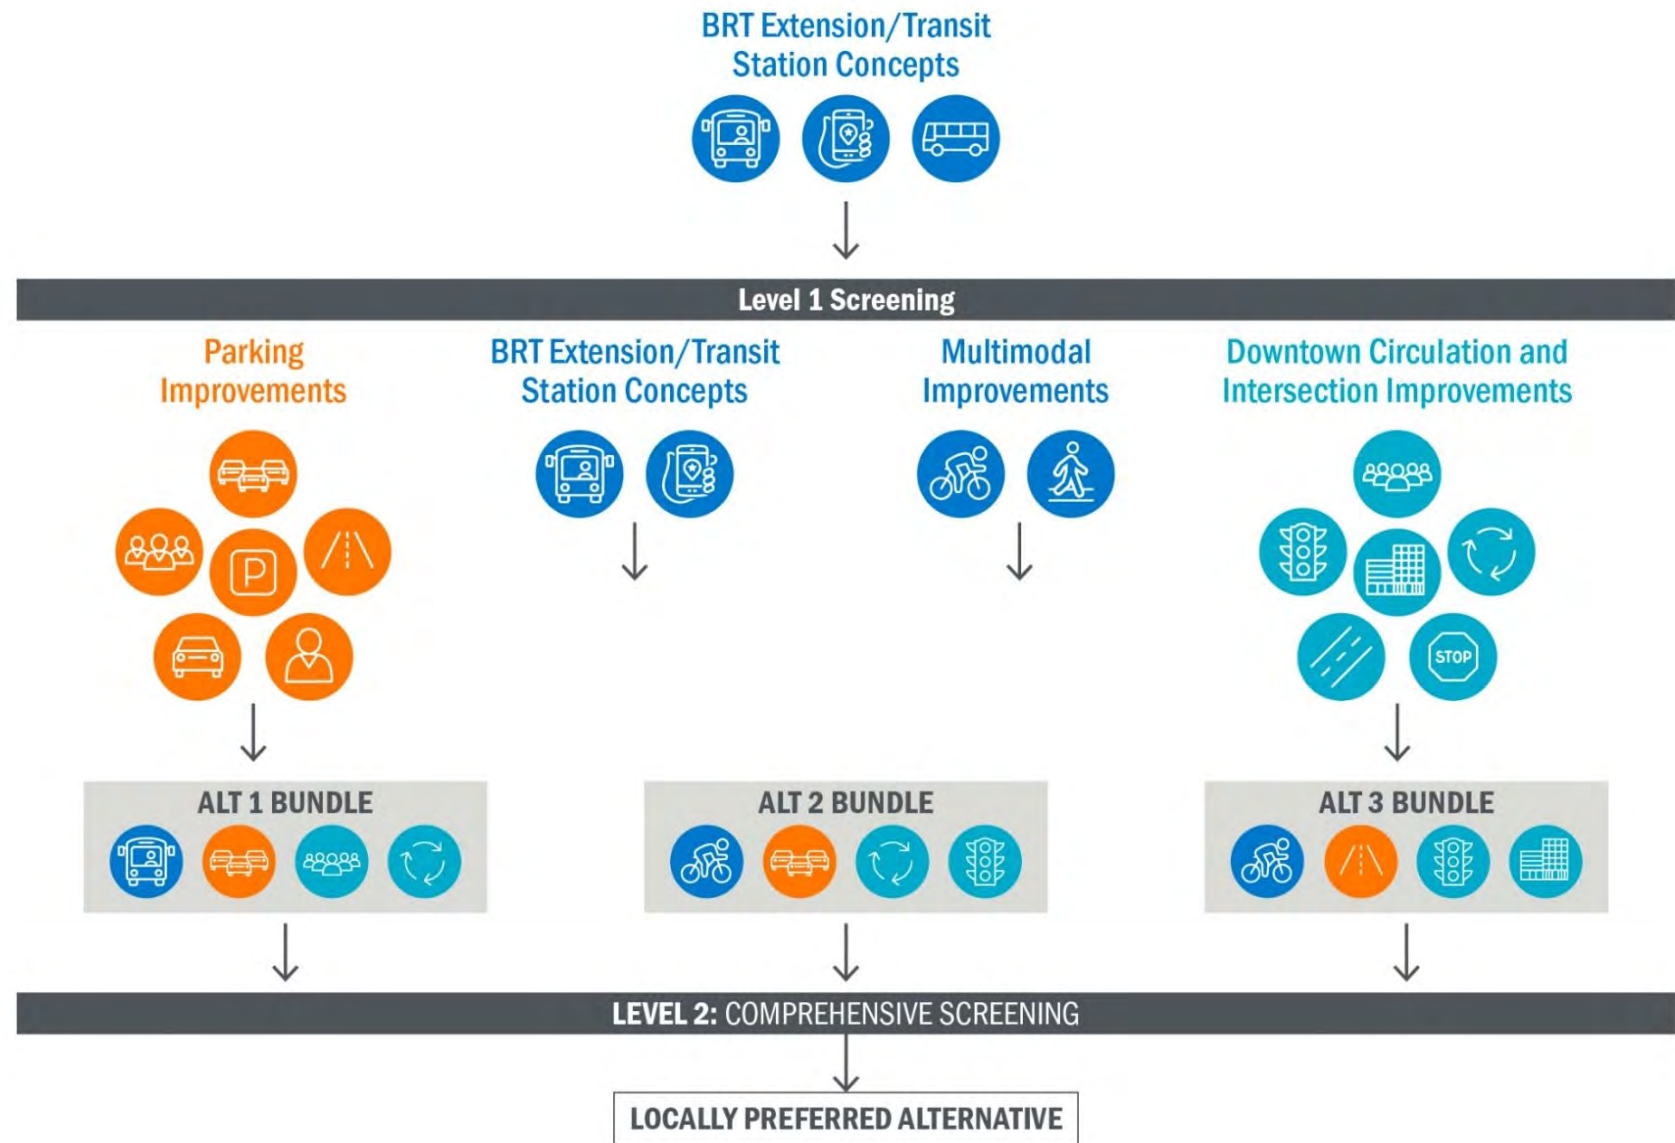 BRT Extension/Transit
Station Concepts
Level 1 Screening
Parking
Improvements
BRT Extension/Transit
Station Concepts
Multimodal
Improvements
Downtown Circulation and
Intersection Improvements
P
STOP
ALT 1 BUNDLE
ALT 2 BUNDLE
ALT 3 BUNDLE
LEVEL 2: COMPREHENSIVE SCREENING
LOCALLY PREFERRED ALTERNATIVE